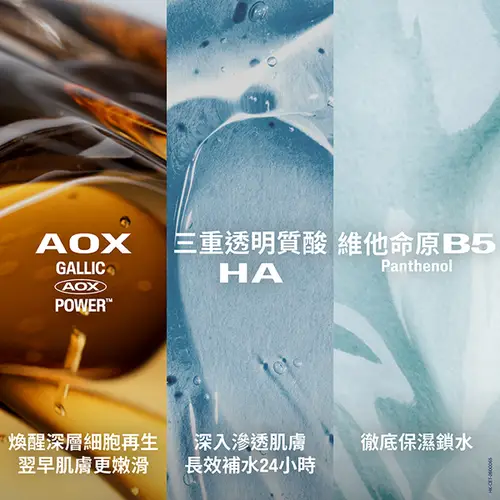 AOX
GALLIC
AOX
POWER™
煥醒深層細胞再生
翌早肌膚更嫩滑
三重透明質酸
HA
深入滲透肌膚
長效補水24小時
維他命原B5
Panthenol
徹底保濕鎖水